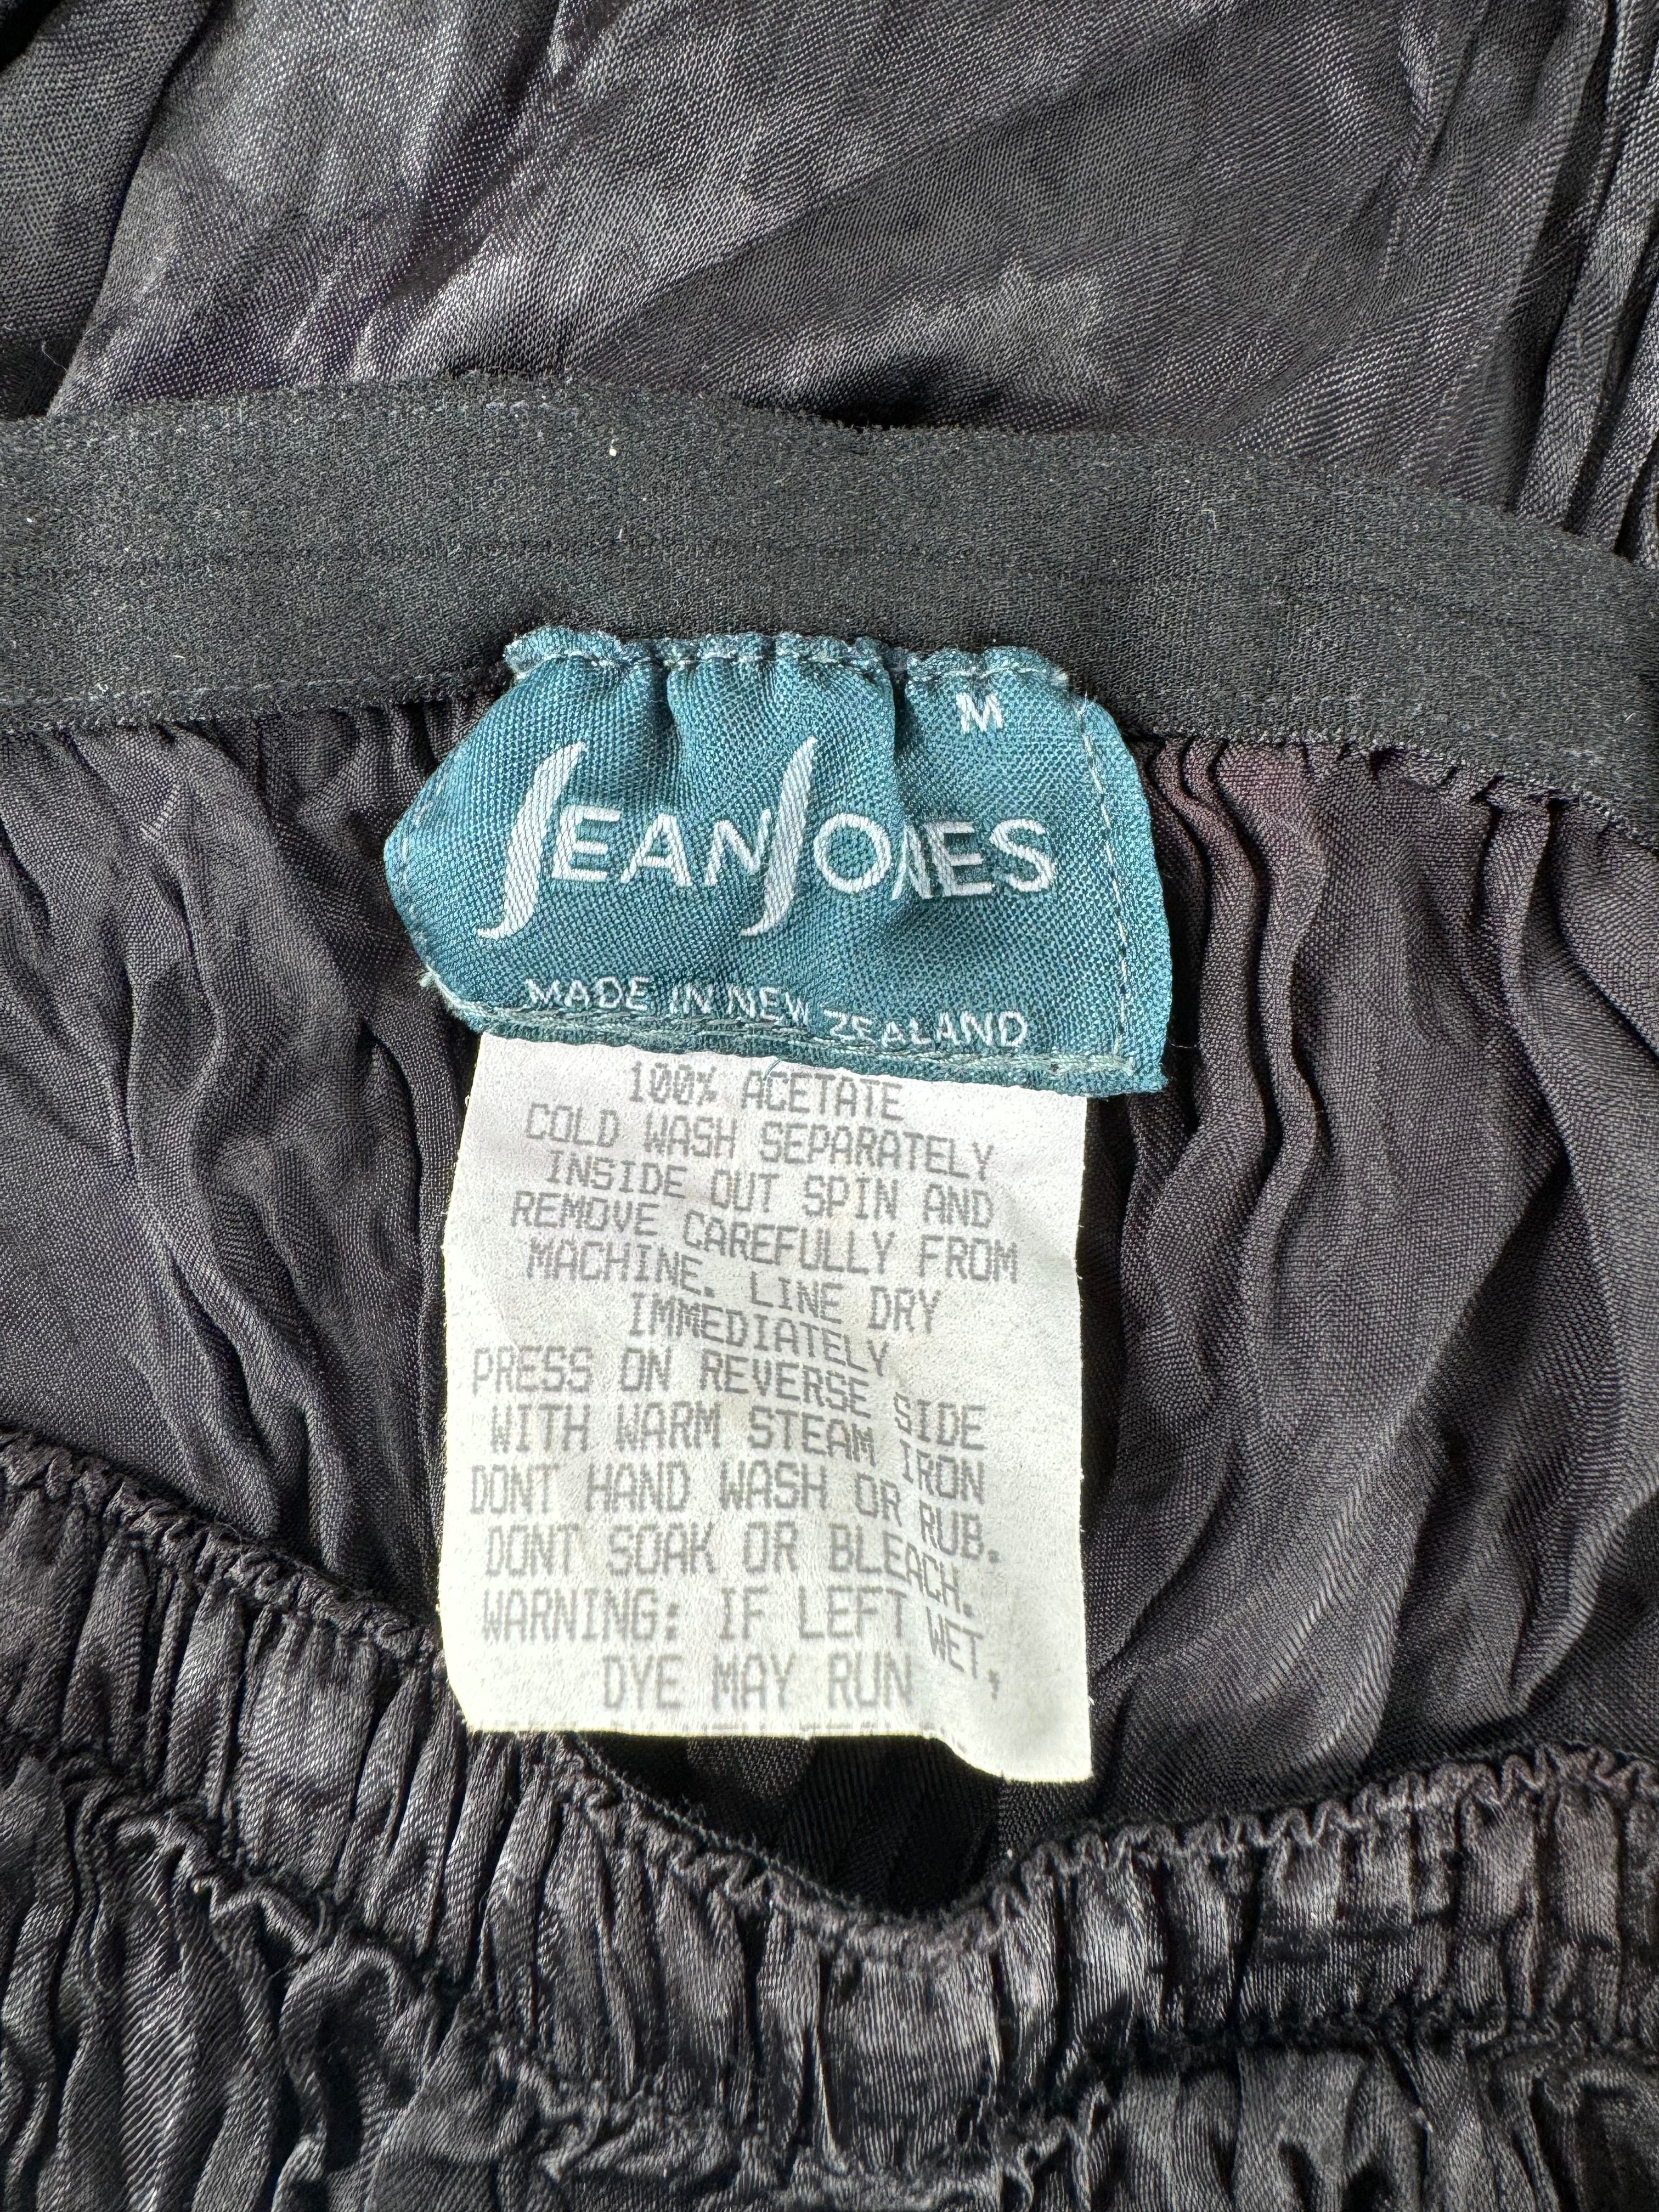 M
JEAN JONES
MADE IN NEW ZEALAND
100% ACETATE
COLD WASH SEPARATELY
INSIDE OUT SPIN AND
REMOVE CAREFULLY FROM
MACHINE. LINE DRY
IMMEDIATELY
PRESS ON REVERSE SIDE
WITH WARM STEAM IRON
DONT HAND WASH OR RUB.
DONT SOAK OR BLEACH.
WARNING: IF LEFT WET,
DYE MAY RUN